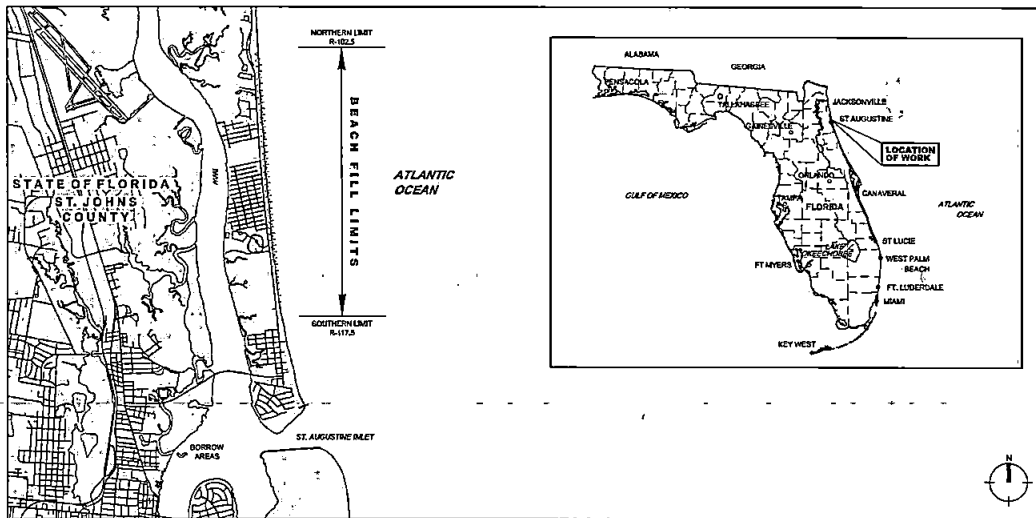 NORTHERN LIMIT
R-102.5
BEACH FILL LIMITS
ATLANTIC
OCEAN
STATE OF FLORIDA
ST. JOHNS
COUNTY
SOUTHERN LIMIT
R-117.5
ST. AUGUSTINE INLET
BORROW
AREAS
ALABAMA
GEORGIA
PENSACOLA
TALLAHASSEE
JACKSONVILLE
ST AUGUSTINE
GAINESVILLE
LOCATION
OF WORK
ORLANDO
CANAVERAL
GULF OF MEXICO
TAMPA
FLORIDA
ATLANTIC
OCEAN
ST LUCIE
LAKE
OKEECHOBEE
FT MYERS
WEST PALM
BEACH
FT. LUDERDALE
MIAMI
KEY WEST
N